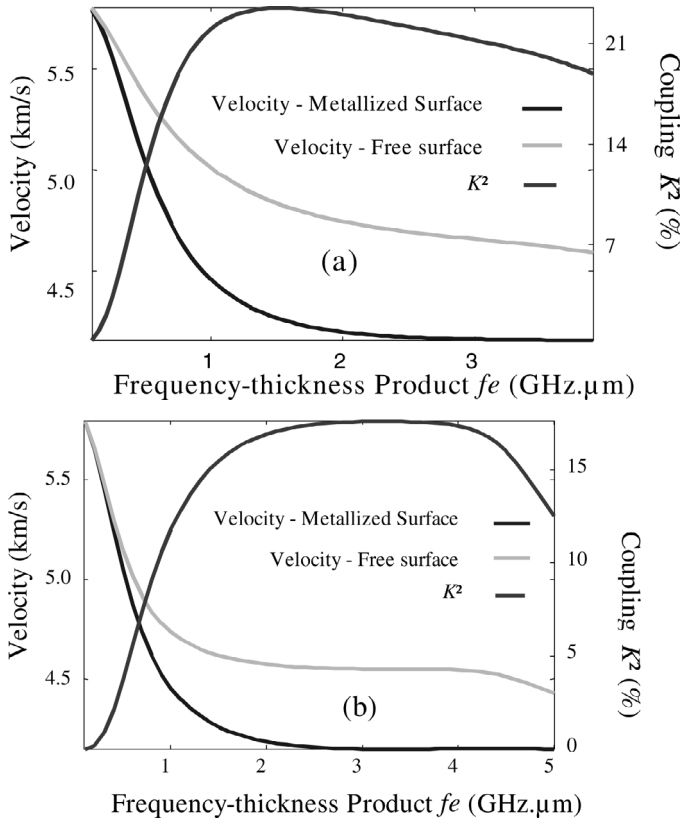 5.5
5.0
4.5
Velocity (km/s)
23
13
7
Coupling K² (%)
Velocity - Metallized Surface
Velocity - Free surface
K²
(a)
1 2 3
Frequency-thickness Product fe (GHz.µm)
5.5
5.0
4.5
Velocity (km/s)
15
10
5
0
Coupling K² (%)
Velocity - Metallized Surface
Velocity - Free surface
K²
(b)
1 2 3 4 5
Frequency-thickness Product fe (GHz.µm)